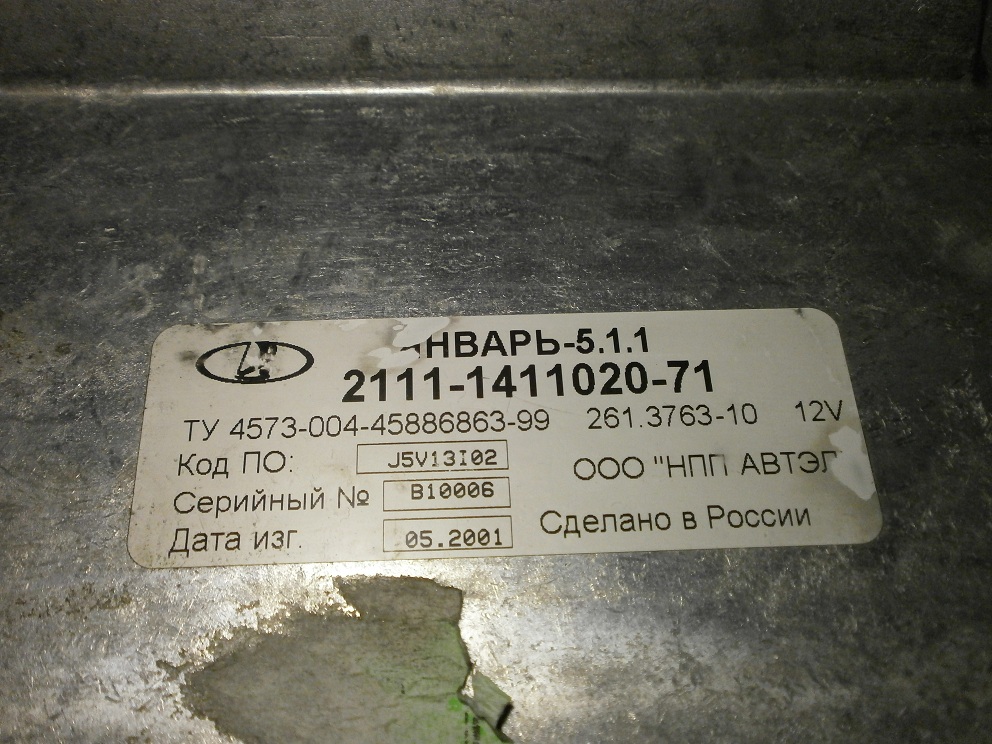 ЯНВАРЬ-5.1.1
2111-1411020-71
ТУ 4573-004-45886863-99 261.3763-10 12V
Код ПО: J5V13I02 ООО "НПП АВТЭЛ"
Серийный № B10006
Дата изг. 05.2001 Сделано в России